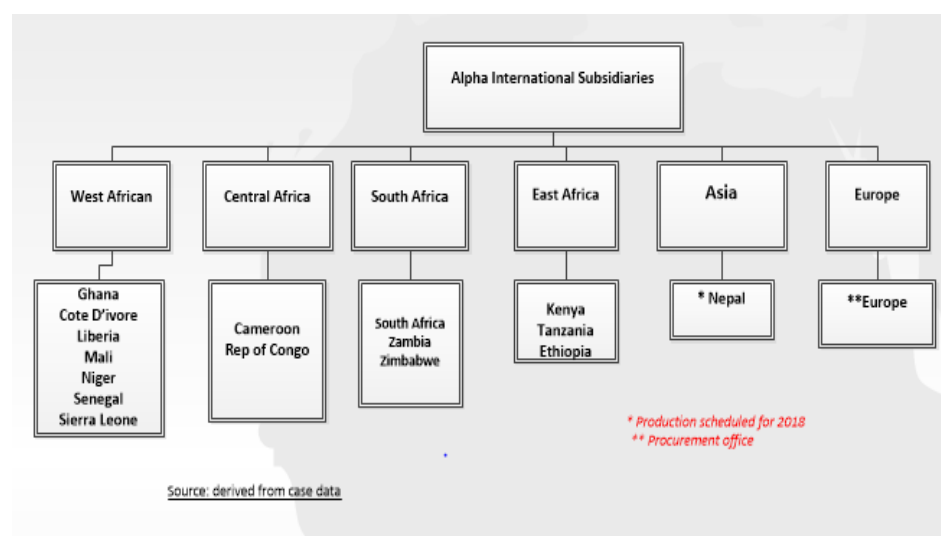 Alpha International Subsidiaries
West African
Central Africa
South Africa
East Africa
Asia
Europe
Ghana
Cote D'ivore
Liberia
Mali
Niger
Senegal
Sierra Leone
Cameroon
Rep of Congo
South Africa
Zambia
Zimbabwe
Kenya
Tanzania
Ethiopia
* Nepal
**Europe
* Production scheduled for 2018
** Procurement office
Source: derived from case data